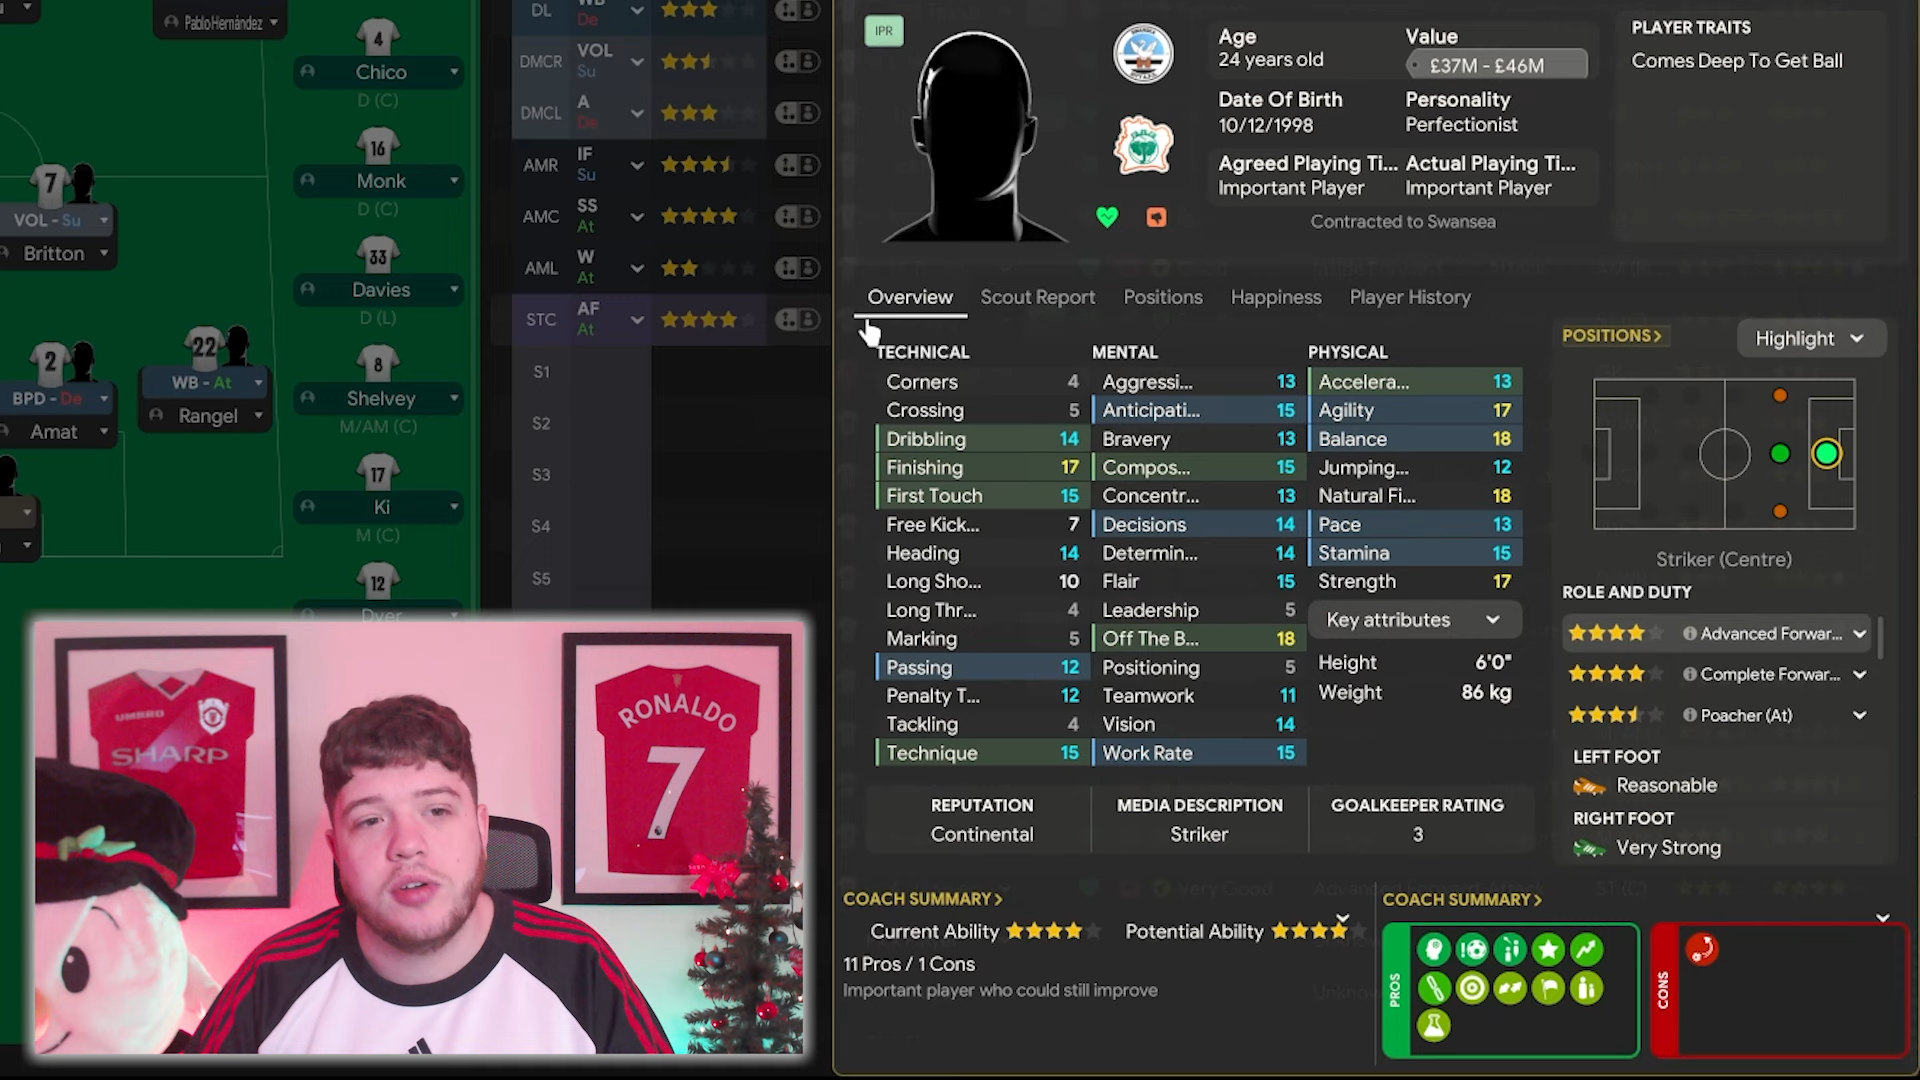 Pablo Hernández
4
Chico
D (C)
16
Monk
D (C)
33
Davies
D (L)
8
Shelvey
M/AM (C)
17
Ki
M (C)
12
Dyer
7
VOL - Su
Britton
2
BPD - De
Amat
22
WB - At
Rangel
DL
WB
De
DMCR
VOL
Su
DMCL
A
De
AMR
IF
Su
AMC
SS
At
AML
W
At
STC
AF
At
S1
S2
S3
S4
S5
IPR
Age
24 years old
Value
£37M - £46M
Date Of Birth
10/12/1998
Personality
Perfectionist
Agreed Playing Ti...
Important Player
Actual Playing Ti...
Important Player
Contracted to Swansea
PLAYER TRAITS
Comes Deep To Get Ball
Overview
Scout Report
Positions
Happiness
Player History
TECHNICAL
Corners 4
Crossing 5
Dribbling 14
Finishing 17
First Touch 15
Free Kick... 7
Heading 14
Long Sho... 10
Long Thr... 4
Marking 5
Passing 12
Penalty T... 12
Tackling 4
Technique 15
MENTAL
Aggressi... 13
Anticipati... 15
Bravery 13
Compos... 15
Concentr... 13
Decisions 14
Determin... 14
Flair 15
Leadership 5
Off The B... 18
Positioning 5
Teamwork 11
Vision 14
Work Rate 15
PHYSICAL
Accelera... 13
Agility 17
Balance 18
Jumping... 12
Natural Fi... 18
Pace 13
Stamina 15
Strength 17
Key attributes
Height 6'0"
Weight 86 kg
POSITIONS >
Highlight
Striker (Centre)
ROLE AND DUTY
Advanced Forwar...
Complete Forwar...
Poacher (At)
LEFT FOOT
Reasonable
RIGHT FOOT
Very Strong
REPUTATION
Continental
MEDIA DESCRIPTION
Striker
GOALKEEPER RATING
3
COACH SUMMARY >
Current Ability
Potential Ability
11 Pros / 1 Cons
Important player who could still improve
COACH SUMMARY >
PROS
CONS
UMBRO
SHARP
RONALDO
7